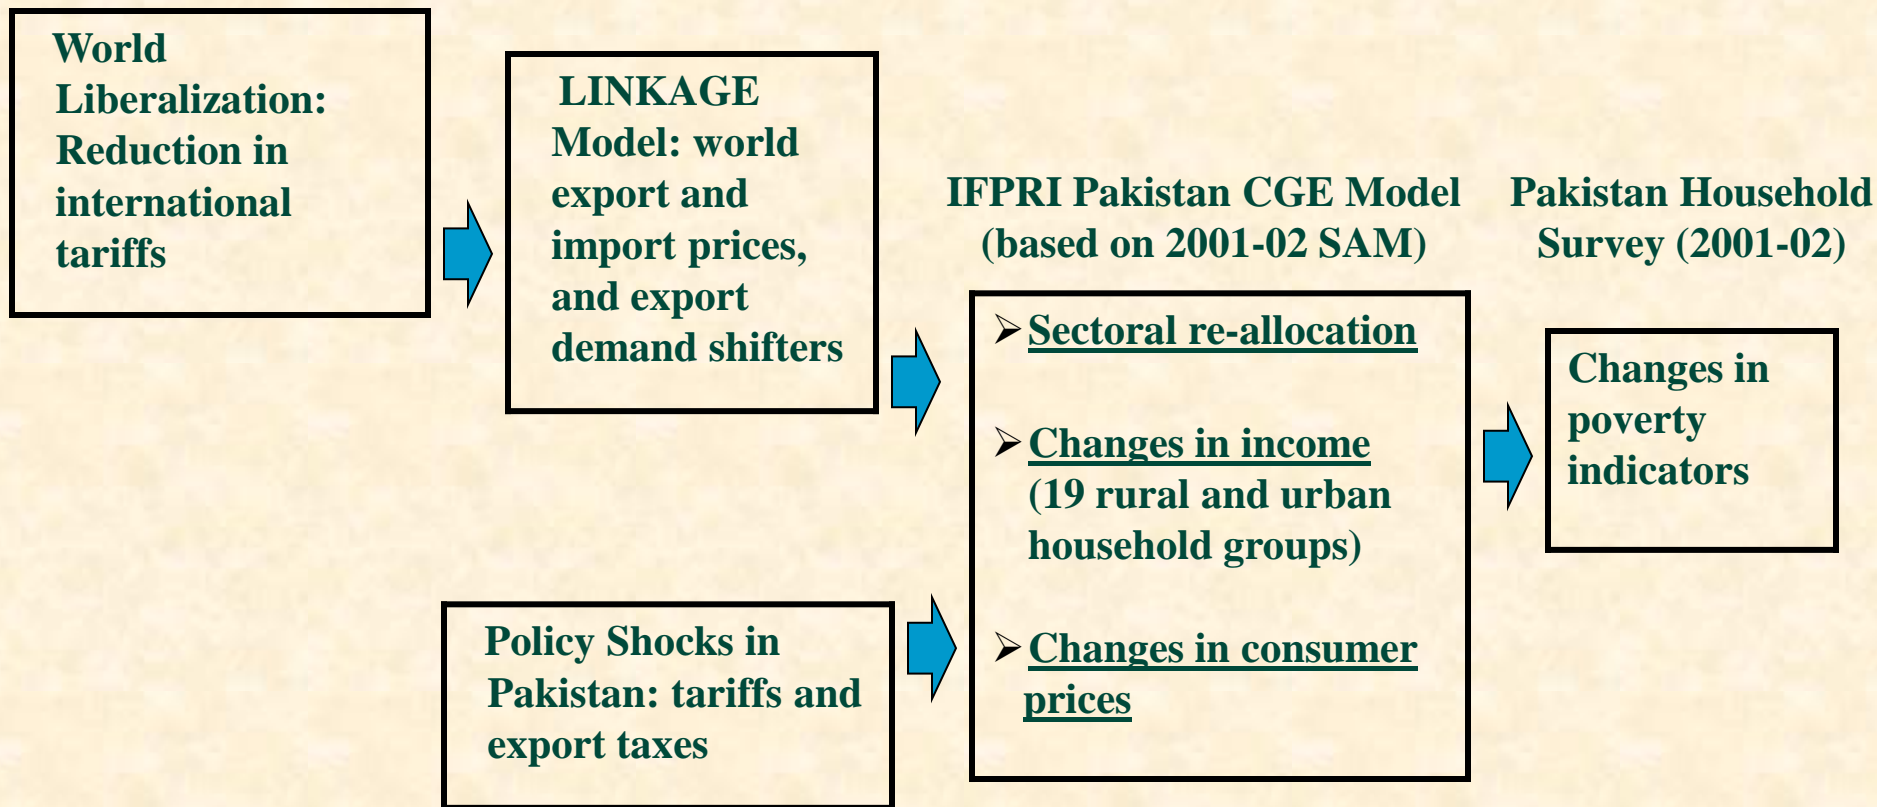 World
Liberalization:
Reduction in
international
tariffs
LINKAGE
Model: world
export and
import prices,
and export
demand shifters
Policy Shocks in
Pakistan: tariffs and
export taxes
IFPRI Pakistan CGE Model
(based on 2001-02 SAM)
➢Sectoral re-allocation
➢Changes in income
(19 rural and urban
household groups)
➢Changes in consumer
prices
Pakistan Household
Survey (2001-02)
Changes in
poverty
indicators